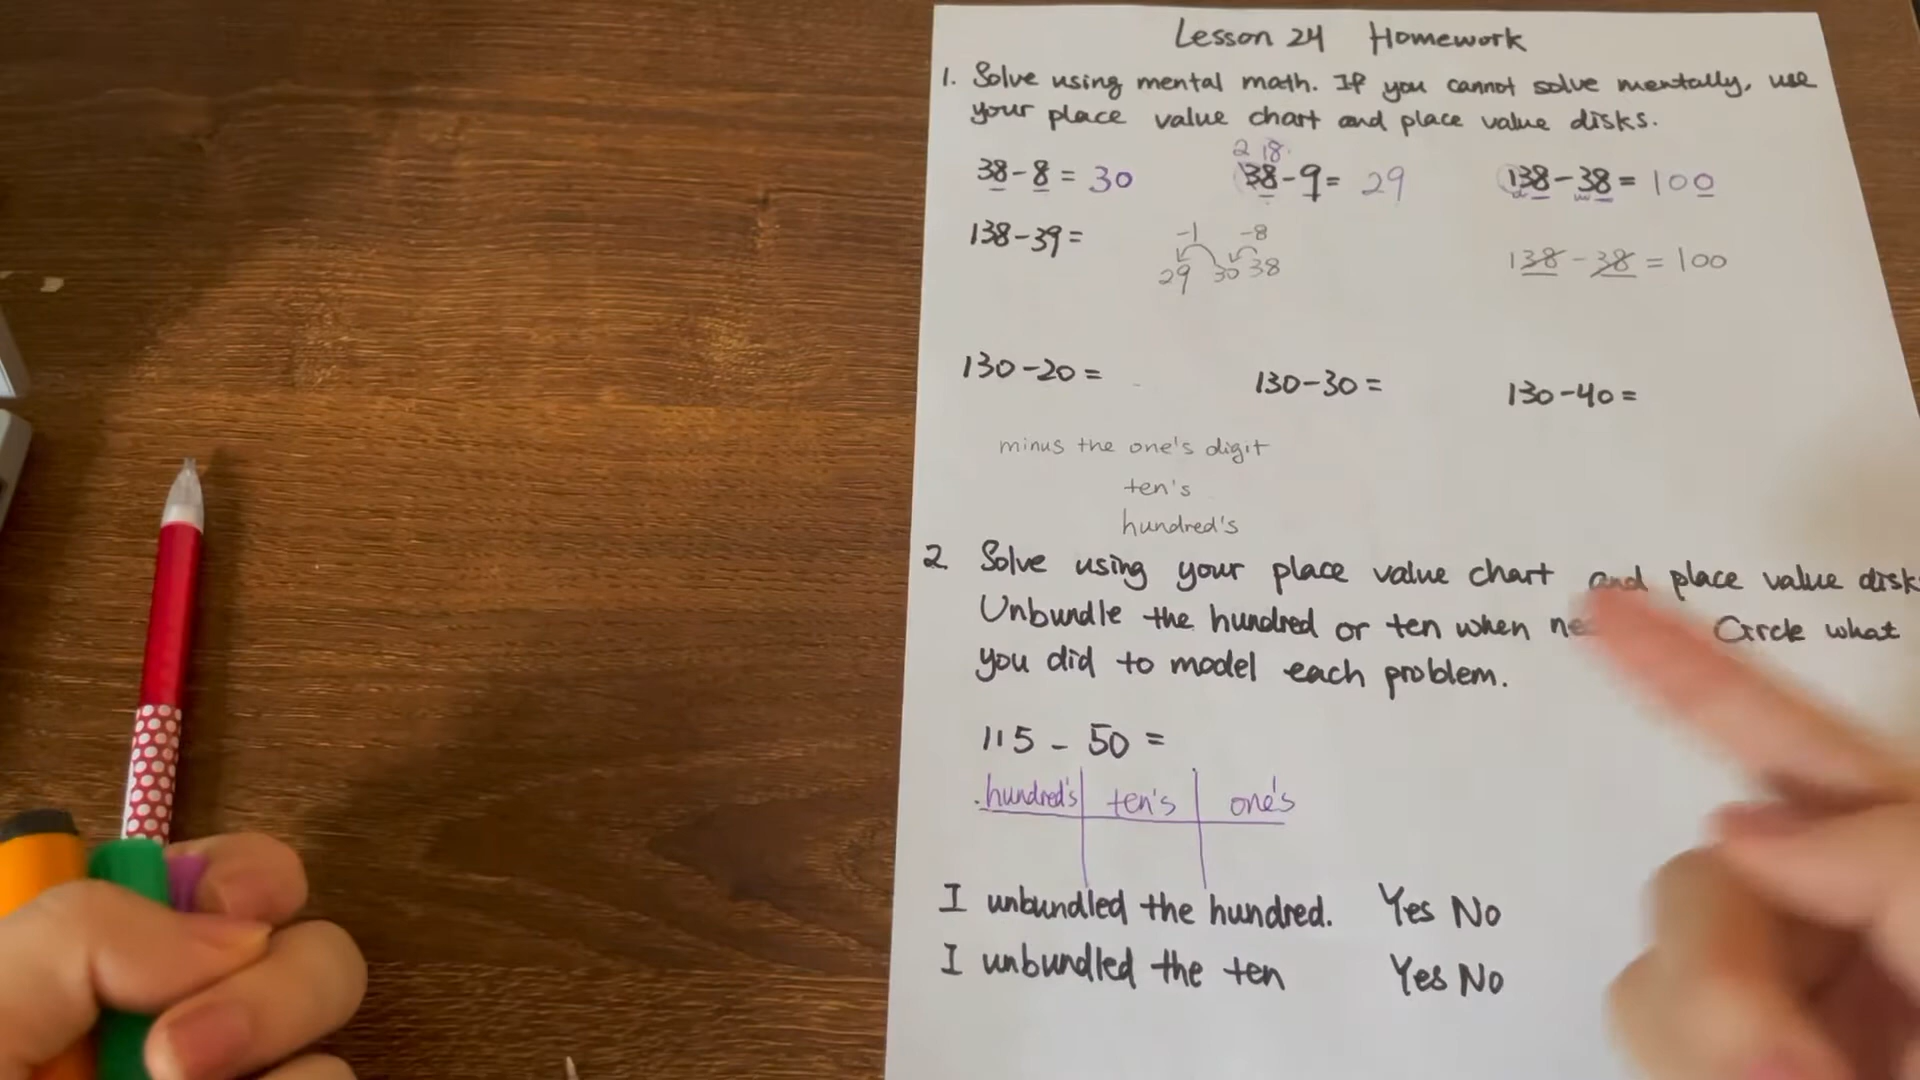 Lesson 24 Homework
1. Solve using mental math. If you cannot solve mentally, use
your place value chart and place value disks.
2 18
38-8 = 30 38-9= 29 138-38= 100
138-39=
-1 -8
29 30 38
138-38=100
130-20= 130-30= 130-40=
minus the one's digit
ten's
hundred's
2. Solve using your place value chart and place value disk
Unbundle the hundred or ten when Circle what
you did to model each problem.
115 - 50 =
hundred's ten's one's
I unbundled the hundred. Yes No
I unbundled the ten Yes No